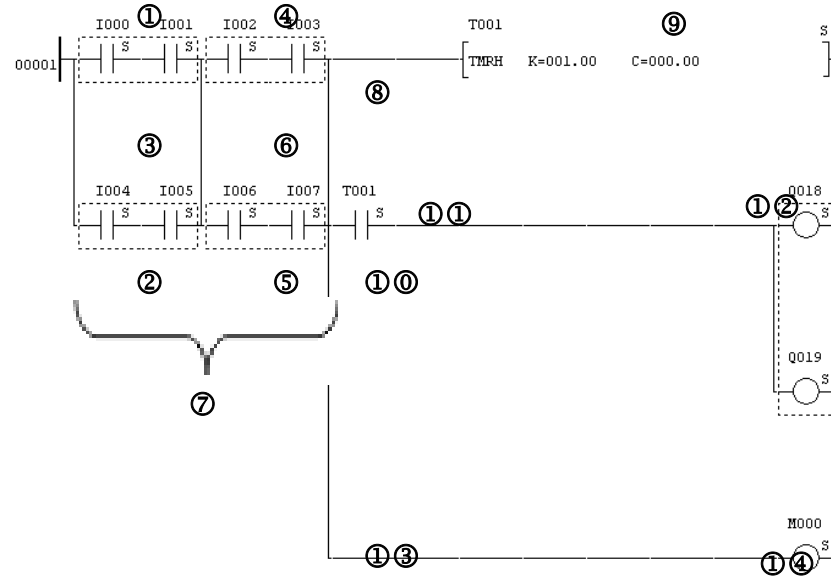 ① ④
I000 I001 I002 I003 T001 ⑨ S
S S S S
00001 TMRH K=001.00 C=000.00
⑧
③ ⑥
I004 I005 I006 I007 T001 Q018
S S S S S ①① ①② S
② ⑤ ①⓪
Q019
S
⑦
M000
S
①③ ①④